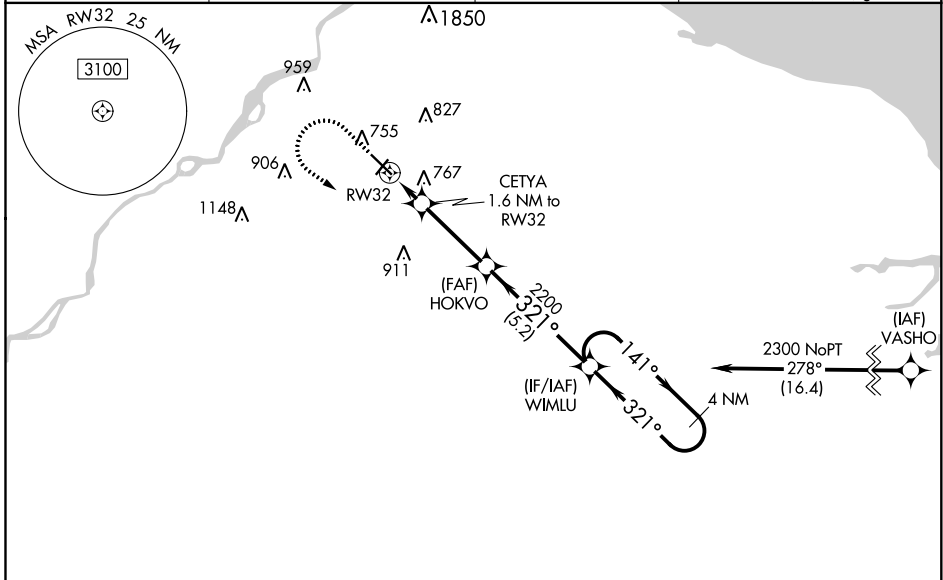 MSA RW32 25 NM
3100
1850
959
827
755
906
767
RW32
CETYA
1.6 NM to
RW32
1148
911
(FAF)
HOKVO
2200
321°
(5.2)
(IAF)
VASHO
2300 NoPT
278°
(16.4)
141°
(IF/IAF)
WIMLU
4 NM
321°